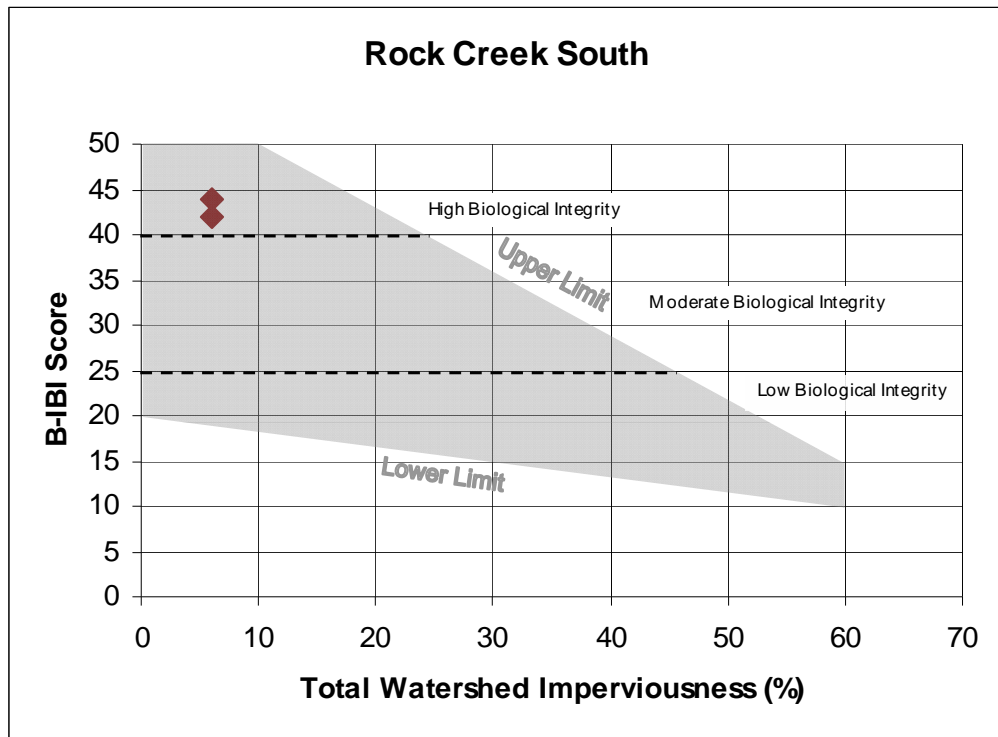 Rock Creek South
50
45
40
35
30
25
20
15
10
5
0
B-IBI Score
High Biological Integrity
Upper Limit
Moderate Biological Integrity
Low Biological Integrity
Lower Limit
0 10 20 30 40 50 60 70
Total Watershed Imperviousness (%)